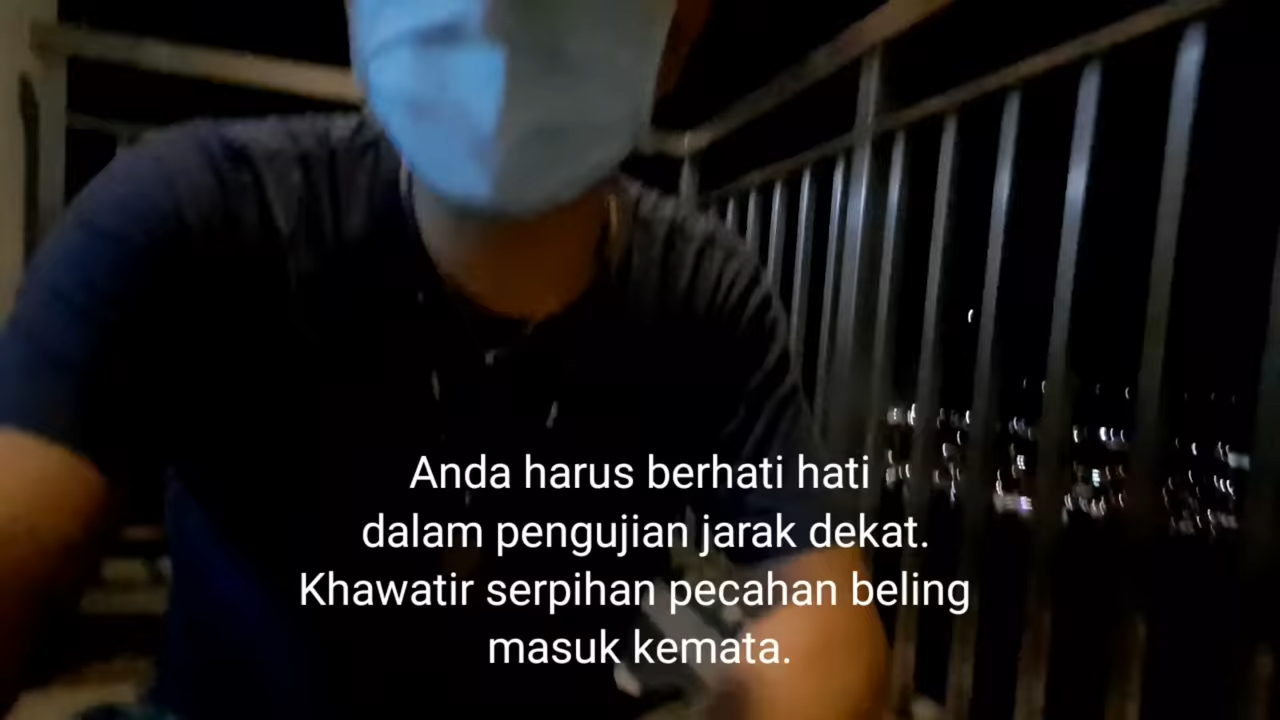 Anda harus berhati hati
dalam pengujian jarak dekat.
Khawatir serpihan pecahan beling
masuk kemata.